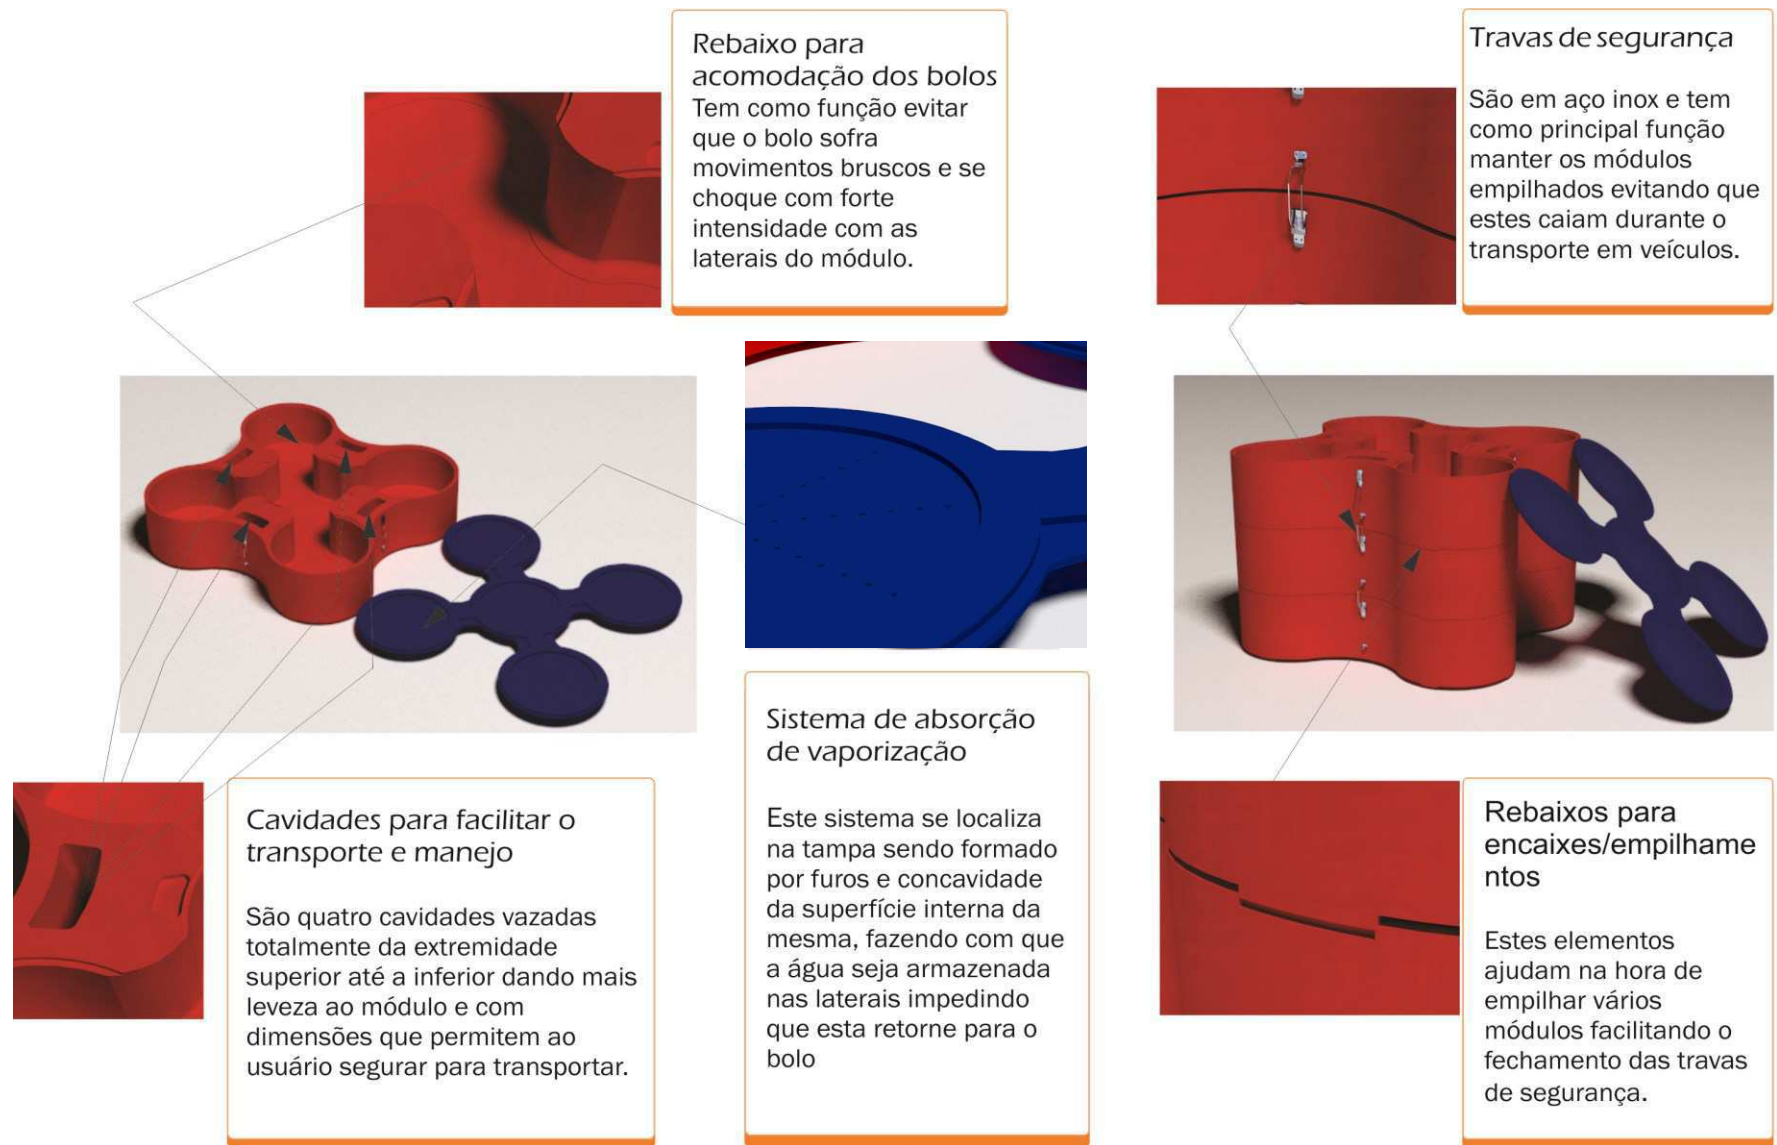 Rebaixo para
acomodação dos bolos
Tem como função evitar
que o bolo sofra
movimentos bruscos e se
choque com forte
intensidade com as
laterais do módulo.
Travas de segurança
São em aço inox e tem
como principal função
manter os módulos
empilhados evitando que
estes caiam durante o
transporte em veículos.
Cavidades para facilitar o
transporte e manejo
São quatro cavidades vazadas
totalmente da extremidade
superior até a inferior dando mais
leveza ao módulo e com
dimensões que permitem ao
usuário segurar para transportar.
Sistema de absorção
de vaporização
Este sistema se localiza
na tampa sendo formado
por furos e concavidade
da superfície interna da
mesma, fazendo com que
a água seja armazenada
nas laterais impedindo
que esta retorne para o
bolo
Rebaixos para
encaixes/empilhame
ntos
Estes elementos
ajudam na hora de
empilhar vários
módulos facilitando o
fechamento das travas
de segurança.